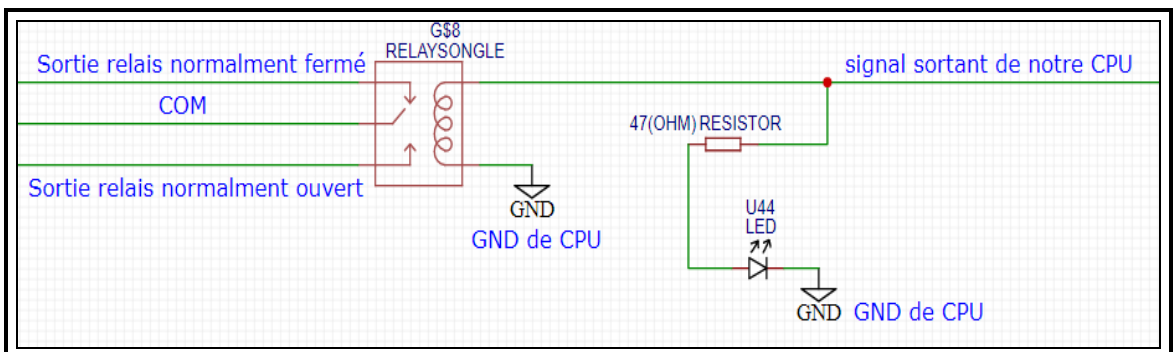 G$8
RELAYSONGLE
Sortie relais normalment fermé
signal sortant de notre CPU
COM
47(OHM) RESISTOR
Sortie relais normalment ouvert
GND
GND de CPU
U44
LED
GND GND de CPU